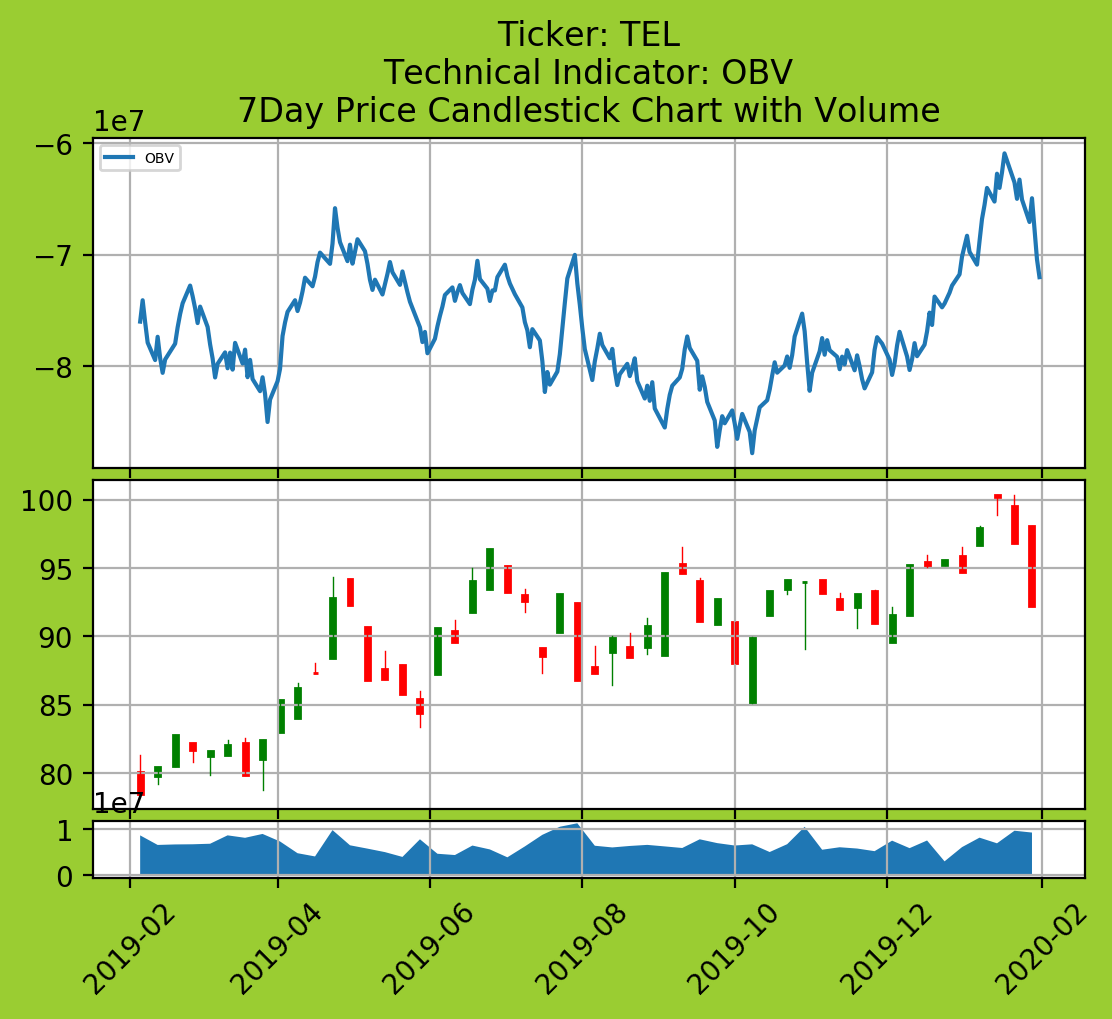 Ticker: TEL
Technical Indicator: OBV
7Day Price Candlestick Chart with Volume
1e7
OBV
−6
−7
−8
100
95
90
85
80
1e7
1
0
2019-02
2019-04
2019-06
2019-08
2019-10
2019-12
2020-02